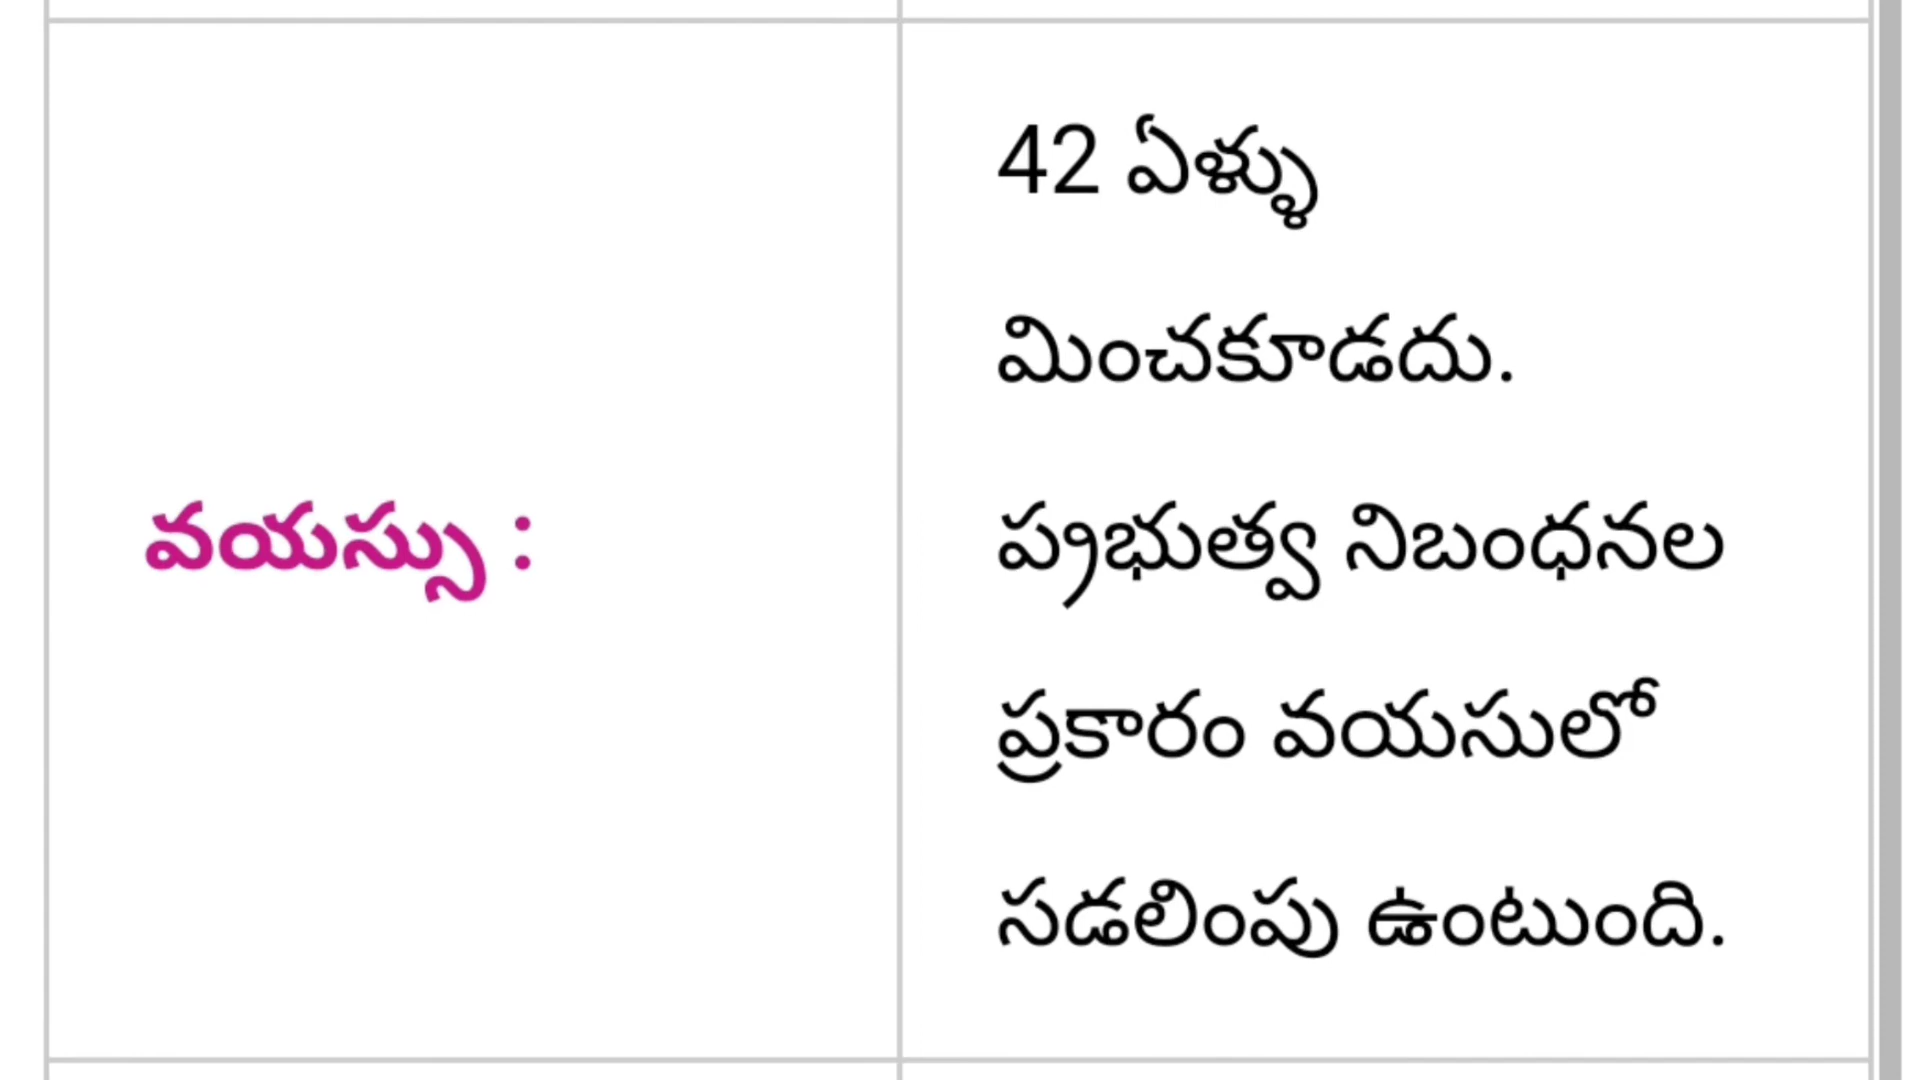 వయస్సు :
42 ఏళ్ళు
మించకూడదు.
ప్రభుత్వ నిబంధనల
ప్రకారం వయసులో
సడలింపు ఉంటుంది.